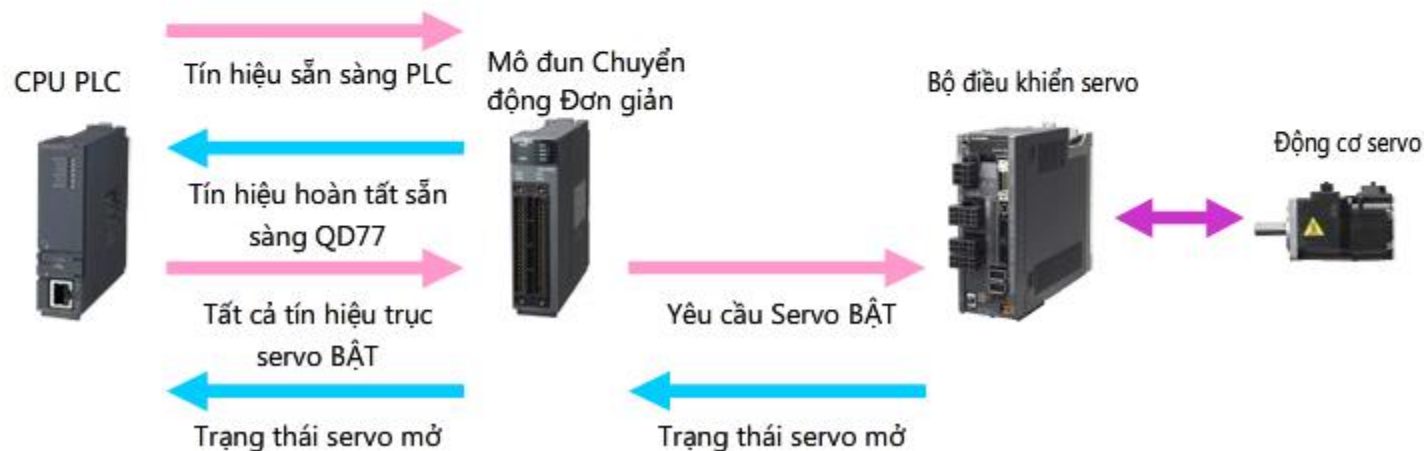 CPU PLC
Tín hiệu sẵn sàng PLC
Mô đun Chuyển
động Đơn giản
Bộ điều khiển servo
Động cơ servo
Tín hiệu hoàn tất sẵn
sàng QD77
Tất cả tín hiệu trục
servo BẬT
Yêu cầu Servo BẬT
Trạng thái servo mở
Trạng thái servo mở